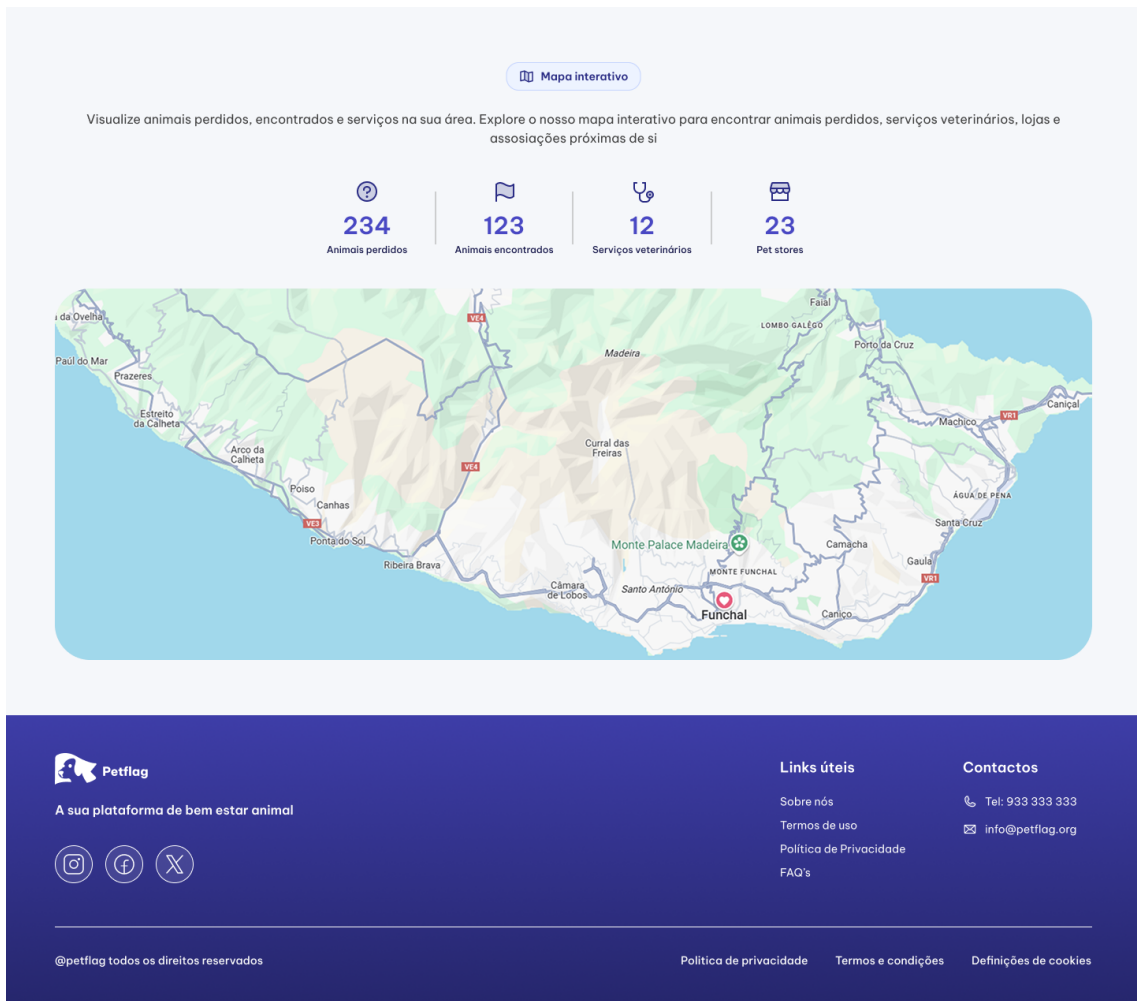 Mapa interativo
Visualize animais perdidos, encontrados e serviços na sua área. Explore o nosso mapa interativo para encontrar animais perdidos, serviços veterinários, lojas e
assosiações próximas de si
234
Animais perdidos
123
Animais encontrados
12
Serviços veterinários
23
Pet stores
Faial
da Ovelha
VE4
LOMBO GALÉGO
Porto da Cruz
Madeira
Paúl do Mar
Prazeres
Caniçal
VR1
Estreito
da Calheta
Machico
Curral das
Freiras
Arco da
Calheta
VE4
Poiso
ÁGUA DE PENA
Canhas
VE3
Santa Cruz
Ponta do Sol
Monte Palace Madeira
Camacha
Ribeira Brava
Gaula
MONTE FUNCHAL
VR1
Câmara
de Lobos
Santo António
Funchal
Caniço
Petflag
A sua plataforma de bem estar animal
Links úteis
Sobre nós
Termos de uso
Política de Privacidade
FAQ's
Contactos
Tel: 933 333 333
info@petflag.org
@petflag todos os direitos reservados
Politica de privacidade
Termos e condições
Definições de cookies